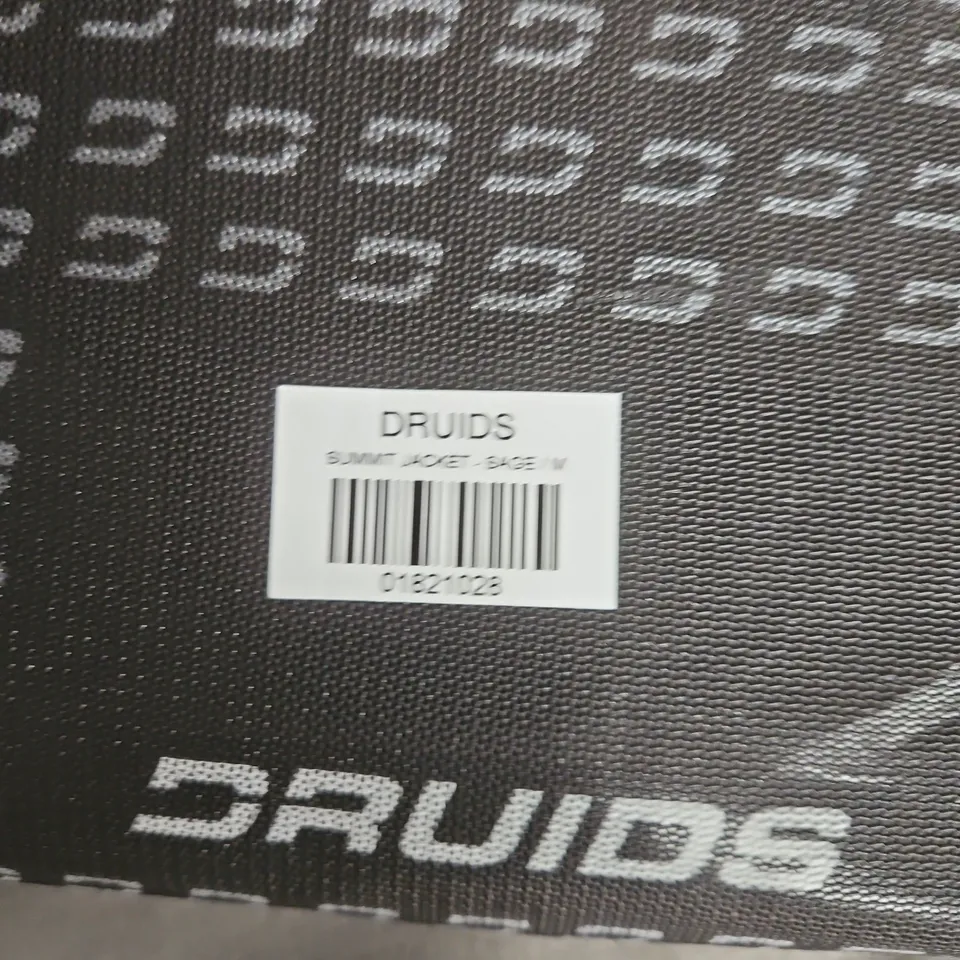 DRUIDS
SUMMIT JACKET - SAGE / M
01821028
DRUIDS